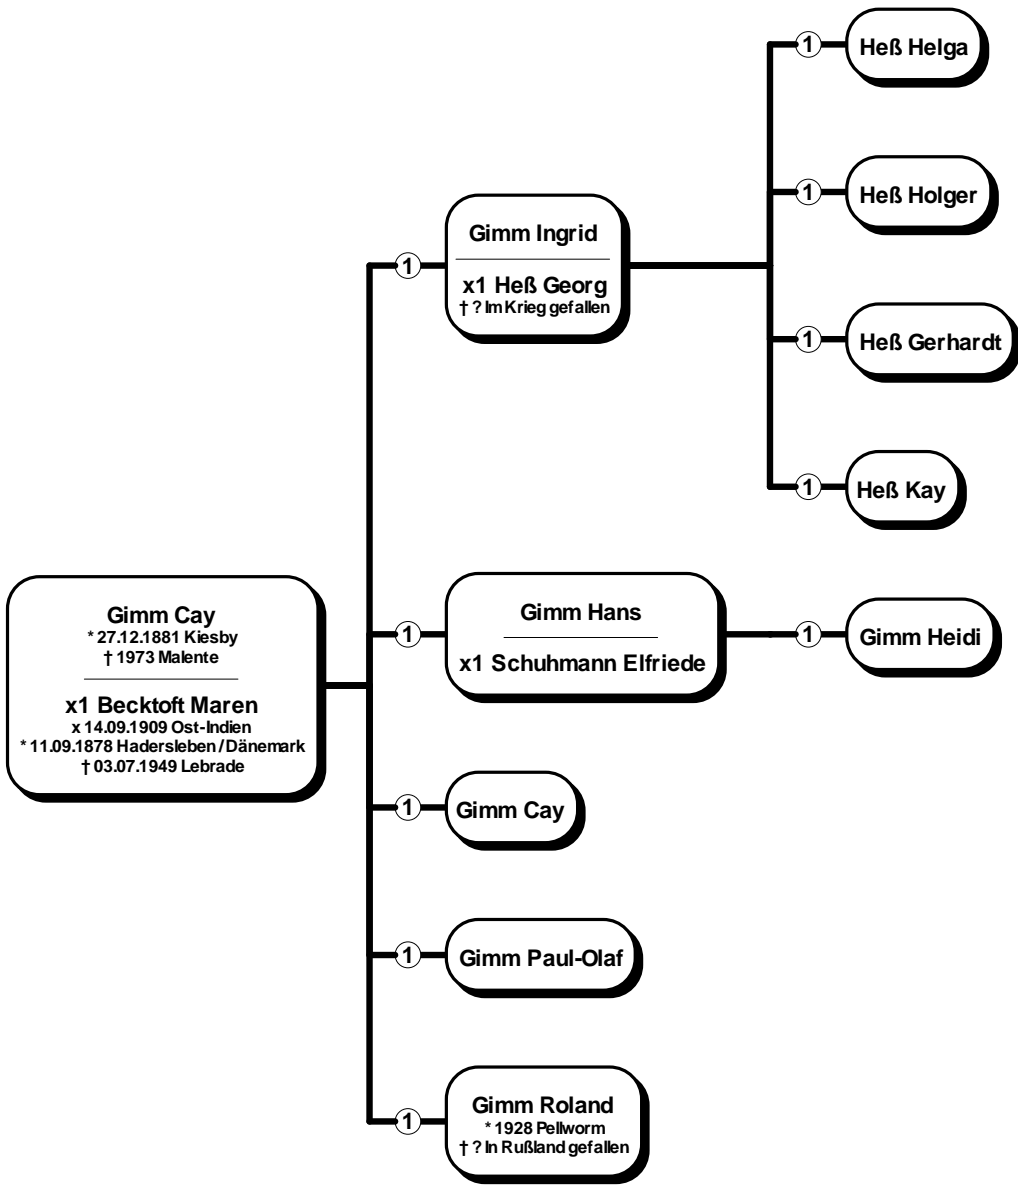 Gimm Cay
* 27.12.1881 Kiesby
† 1973 Malente
x1 Becktoft Maren
x 14.09.1909 Ost-Indien
* 11.09.1878 Hadersleben / Dänemark
† 03.07.1949 Lebrade
1
Gimm Ingrid
x1 Heß Georg
† ? Im Krieg gefallen
1
Heß Helga
1
Heß Holger
1
Heß Gerhardt
1
Heß Kay
1
Gimm Hans
x1 Schuhmann Elfriede
1
Gimm Heidi
1
Gimm Cay
1
Gimm Paul-Olaf
1
Gimm Roland
* 1928 Pellworm
† ? In Rußland gefallen